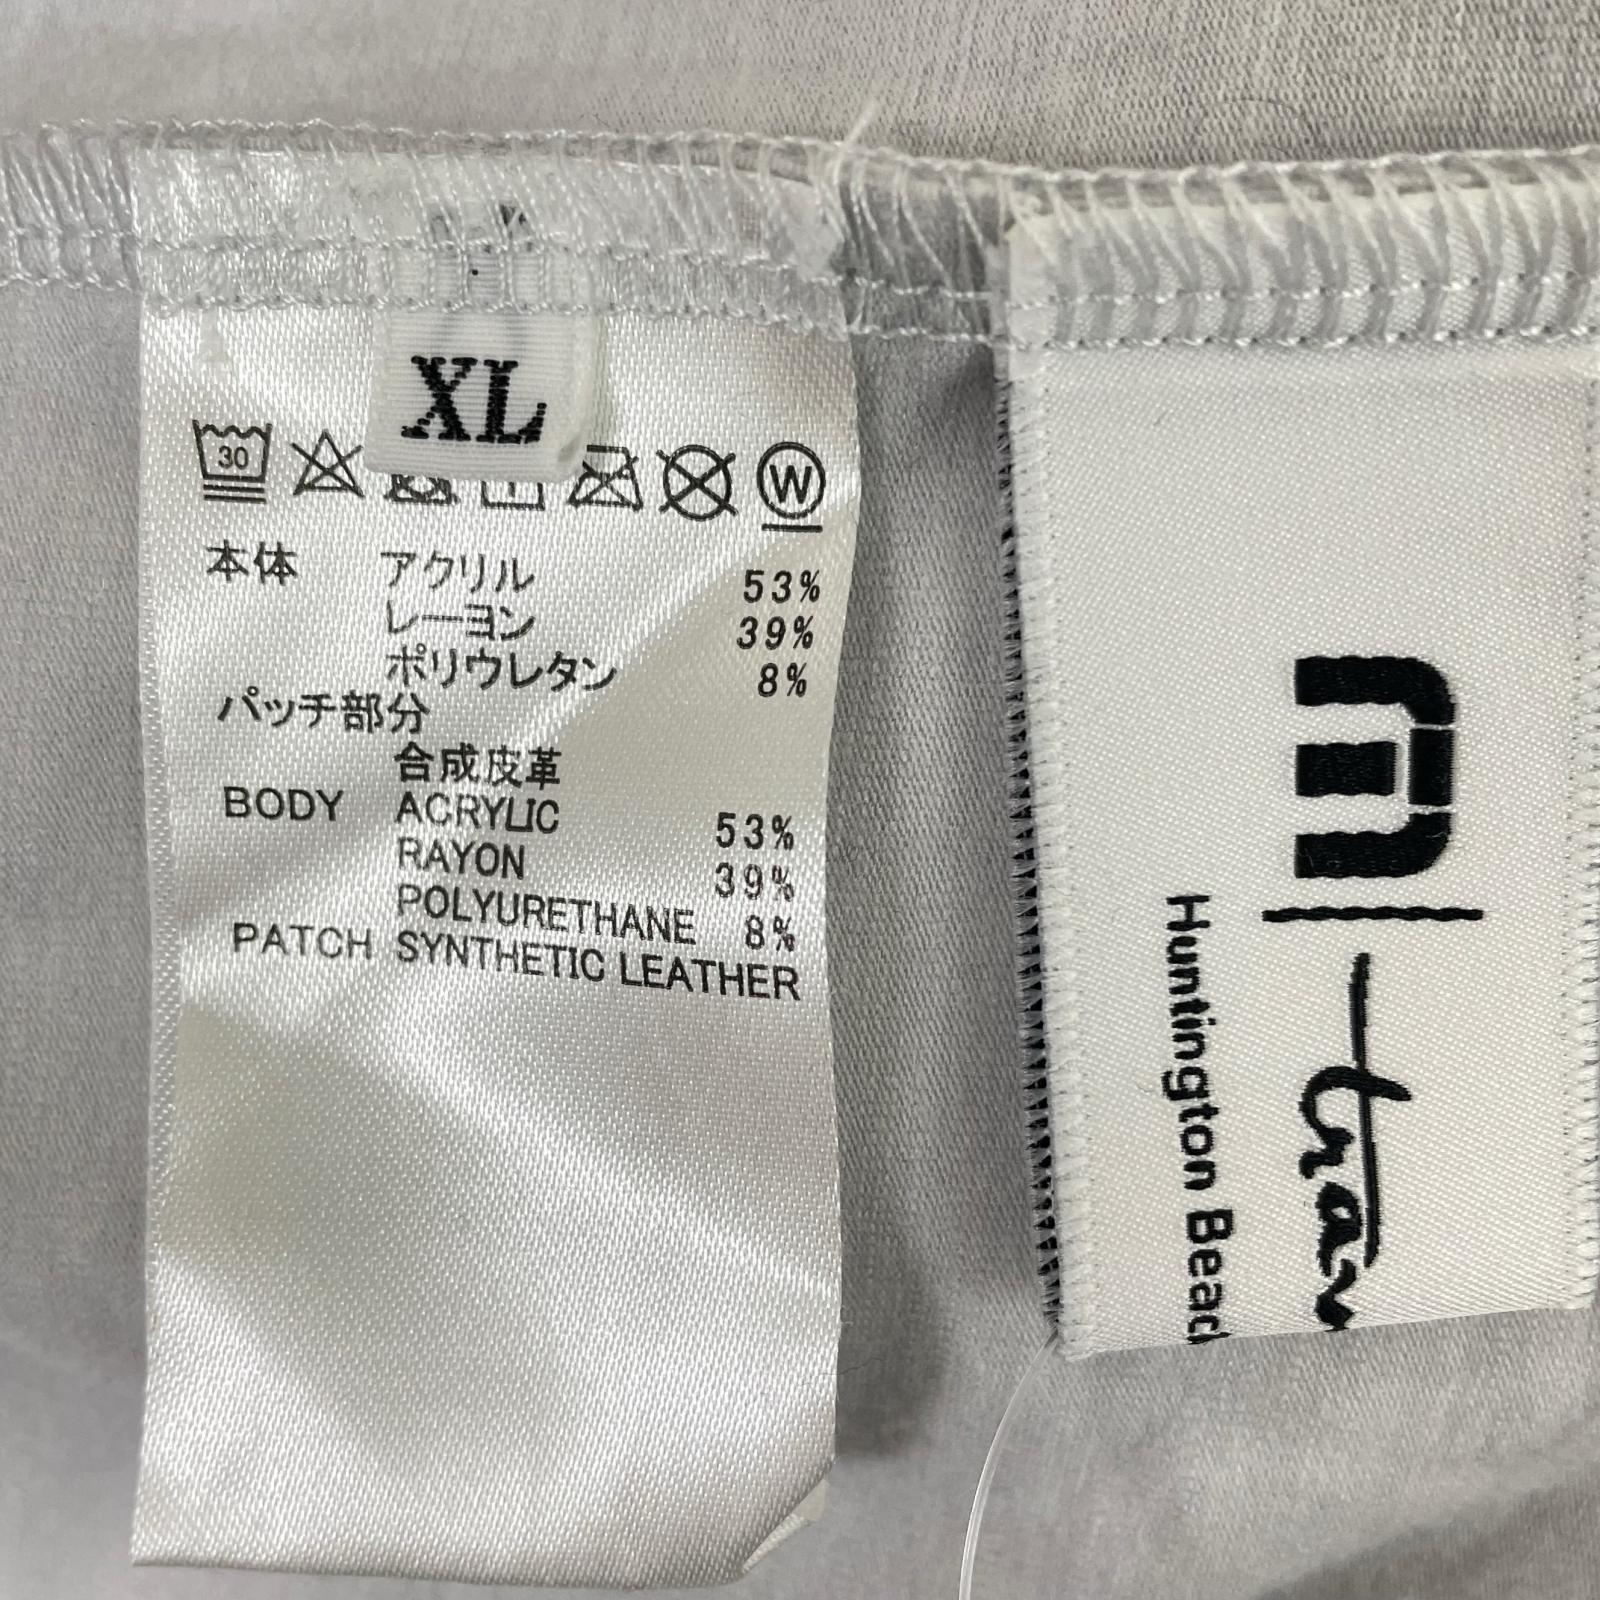 XL
30
W
本体 アクリル 53%
レーヨン 39%
ポリウレタン 8%
パッチ部分
合成皮革
BODY ACRYLIC 53%
RAYON 39%
POLYURETHANE 8%
PATCH SYNTHETIC LEATHER
Huntington Beach
trav